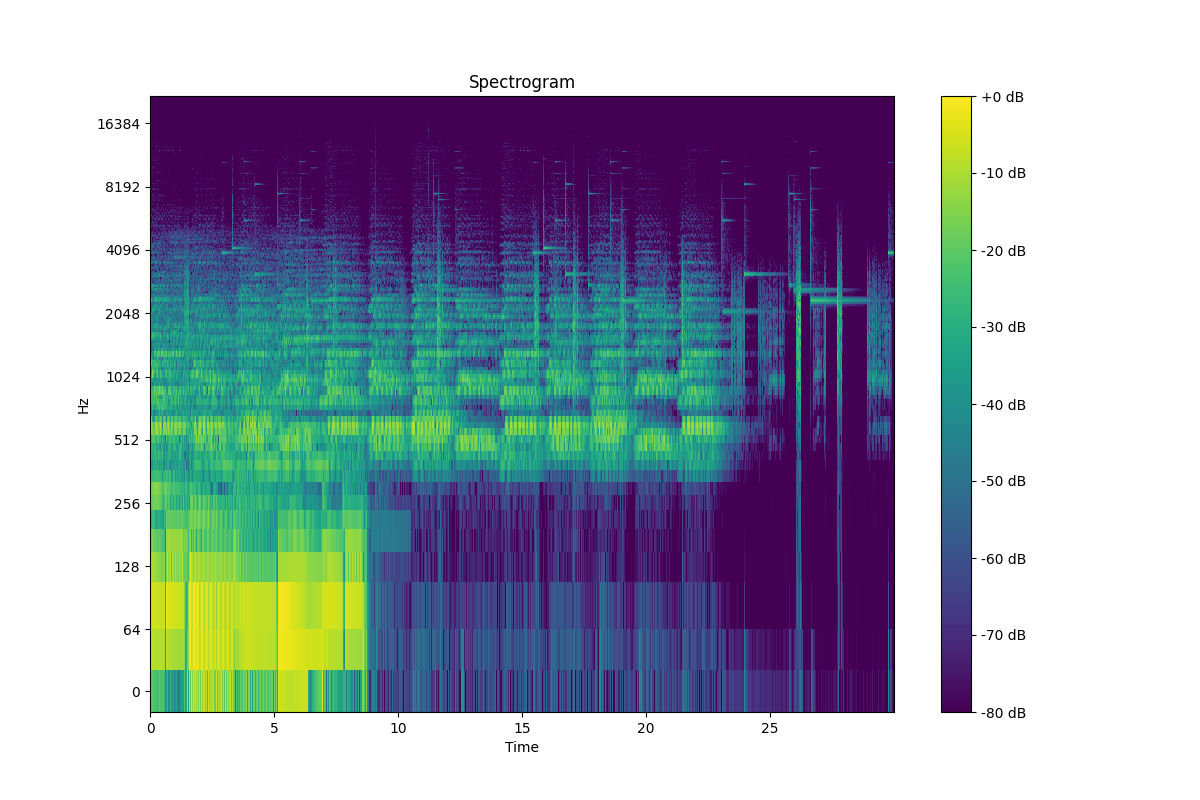 Spectrogram
16384
8192
4096
2048
1024
512
256
128
64
0
Hz
0
5
10
15
20
25
Time
+0 dB
-10 dB
-20 dB
-30 dB
-40 dB
-50 dB
-60 dB
-70 dB
-80 dB